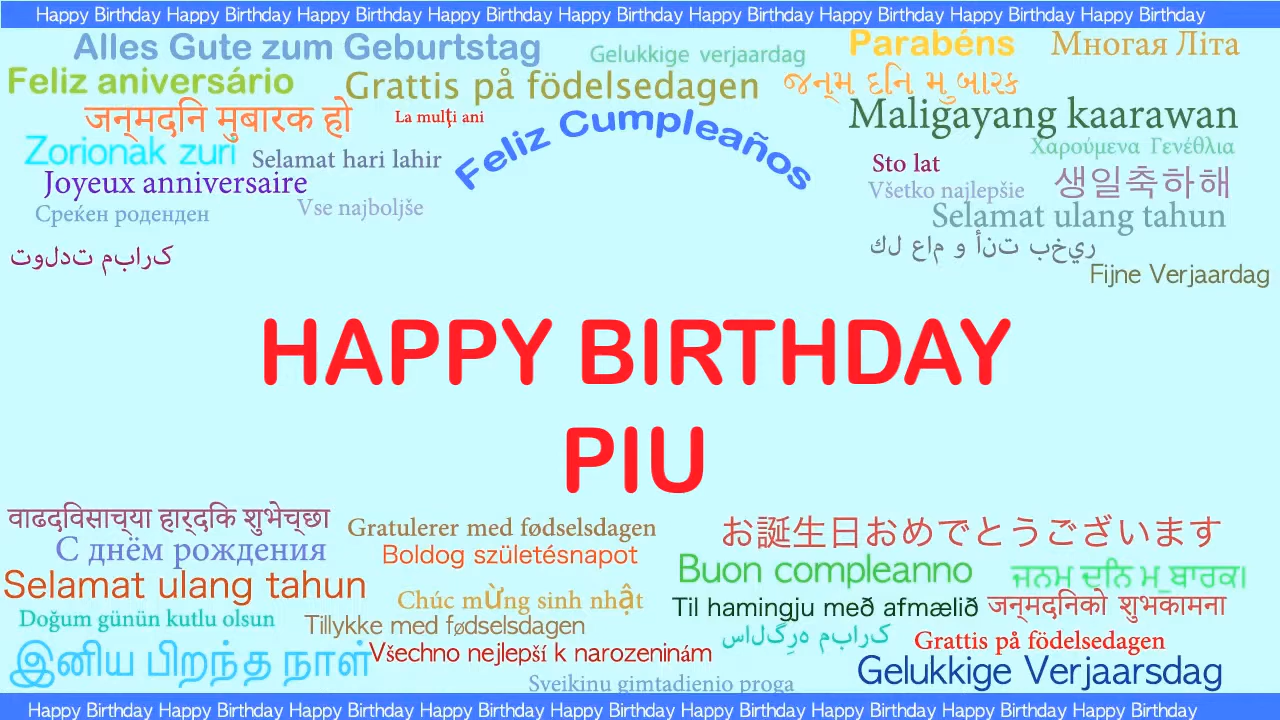 Happy Birthday Happy Birthday Happy Birthday Happy Birthday Happy Birthday Happy Birthday Happy Birthday Happy Birthday Happy Birthday
Alles Gute zum Geburtstag
Gelukkige verjaardag
Parabéns
Многая Літа
Feliz aniversário
Grattis på födelsedagen
જન્મ દિન મુબારક
जन्मदिन मुबारक हो
La mulţi ani
Feliz Cumpleaños
Maligayang kaarawan
Zorionak zuri
Selamat hari lahir
Sto lat
Χαρούμενα Γενέθλια
Joyeux anniversaire
Všetko najlepšie
생일축하해
Среќен роденден
Vse najboljše
Selamat ulang tahun
تولدت مبارک
كل عام و أنت بخير
Fijne Verjaardag
HAPPY BIRTHDAY
PIU
वाढदिवसाच्या हार्दिक शुभेच्छा
Gratulerer med fødselsdagen
お誕生日おめでとうございます
С днём рождения
Boldog születésnapot
Buon compleanno
ਜਨਮ ਦਿਨ ਮੁਬਾਰਕ।
Selamat ulang tahun
Chúc mừng sinh nhật
Til hamingju með afmælið
जन्मदिनको शुभकामना
Doğum günün kutlu olsun
Tillykke med fødselsdagen
سالگرہ مبارک
Grattis på födelsedagen
இனிய பிறந்த நாள்
Všechno nejlepší k narozeninám
Gelukkige Verjaarsdag
Sveikinu gimtadienio proga
Happy Birthday Happy Birthday Happy Birthday Happy Birthday Happy Birthday Happy Birthday Happy Birthday Happy Birthday Happy Birthday